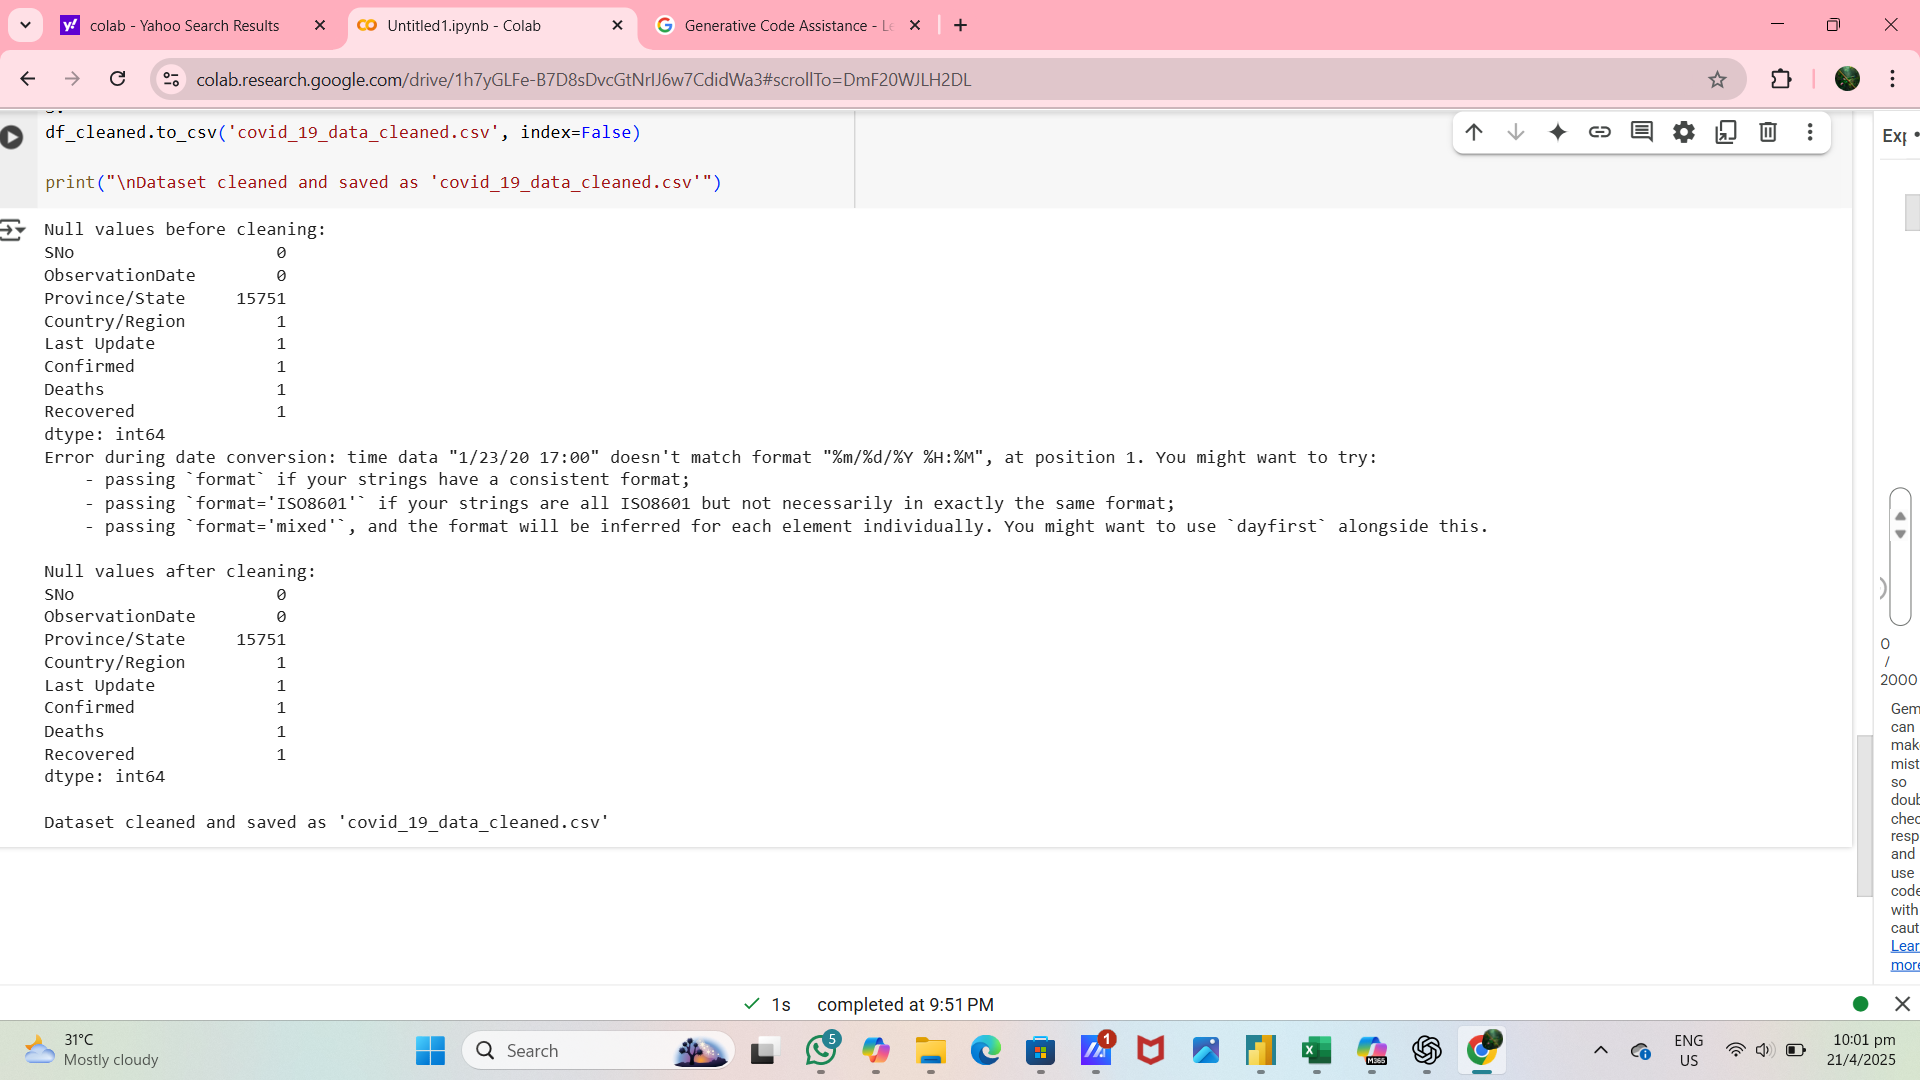 colab - Yahoo Search Results
Untitled1.ipynb - Colab
Generative Code Assistance - Le
colab.research.google.com/drive/1h7yGLFe-B7D8sDvcGtNrIJ6w7CdidWa3#scrollTo=DmF20WJLH2DL
df_cleaned.to_csv('covid_19_data_cleaned.csv', index=False)
print("\nDataset cleaned and saved as 'covid_19_data_cleaned.csv'")
Null values before cleaning:
SNo 0
ObservationDate 0
Province/State 15751
Country/Region 1
Last Update 1
Confirmed 1
Deaths 1
Recovered 1
dtype: int64
Error during date conversion: time data "1/23/20 17:00" doesn't match format "%m/%d/%Y %H:%M", at position 1. You might want to try:
- passing `format` if your strings have a consistent format;
- passing `format='ISO8601'` if your strings are all ISO8601 but not necessarily in exactly the same format;
- passing `format='mixed'`, and the format will be inferred for each element individually. You might want to use `dayfirst` alongside this.
Null values after cleaning:
SNo 0
ObservationDate 0
Province/State 15751
Country/Region 1
Last Update 1
Confirmed 1
Deaths 1
Recovered 1
dtype: int64
Dataset cleaned and saved as 'covid_19_data_cleaned.csv'
Exp
0
/
2000
Gem
can
mak
mist
so
doub
chec
resp
and
use
code
with
caut
Lear
more
1s completed at 9:51 PM
31°C
Mostly cloudy
Search
5
1
M365
ENG
US
10:01 pm
21/4/2025